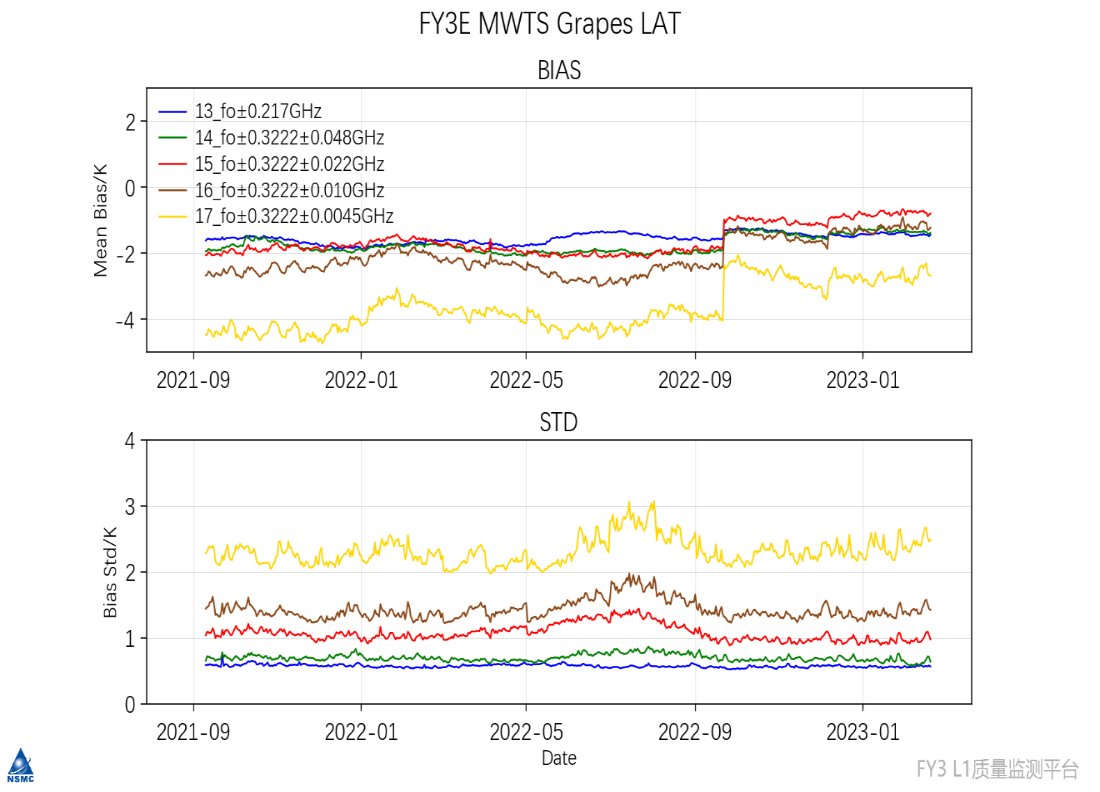 FY3E MWTS Grapes LAT
BIAS
13_fo±0.217GHz
14_fo±0.3222±0.048GHz
15_fo±0.3222±0.022GHz
16_fo±0.3222±0.010GHz
17_fo±0.3222±0.0045GHz
Mean Bias/K
2
0
-2
-4
2021-09 2022-01 2022-05 2022-09 2023-01
STD
Bias Std/K
4
3
2
1
0
2021-09 2022-01 2022-05 2022-09 2023-01
Date
NSMC
FY3 L1质量监测平台